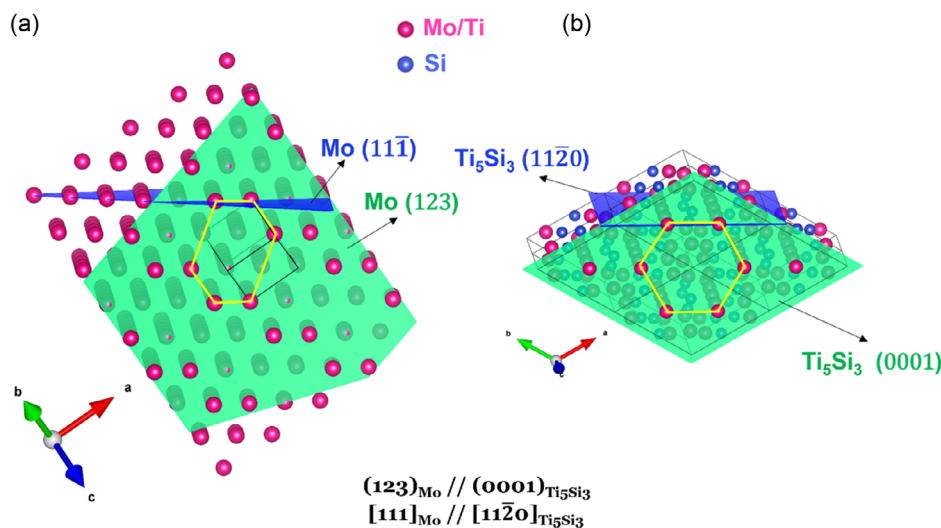 (a)
Mo/Ti
Si
(b)
Mo (111̅)
Mo (123)
Ti₅Si₃ (112̅0)
Ti₅Si₃ (0001)
b
a
c
b
a
c
(123)Mo // (0001)Ti₅Si₃
[111]Mo // [112̅0]Ti₅Si₃